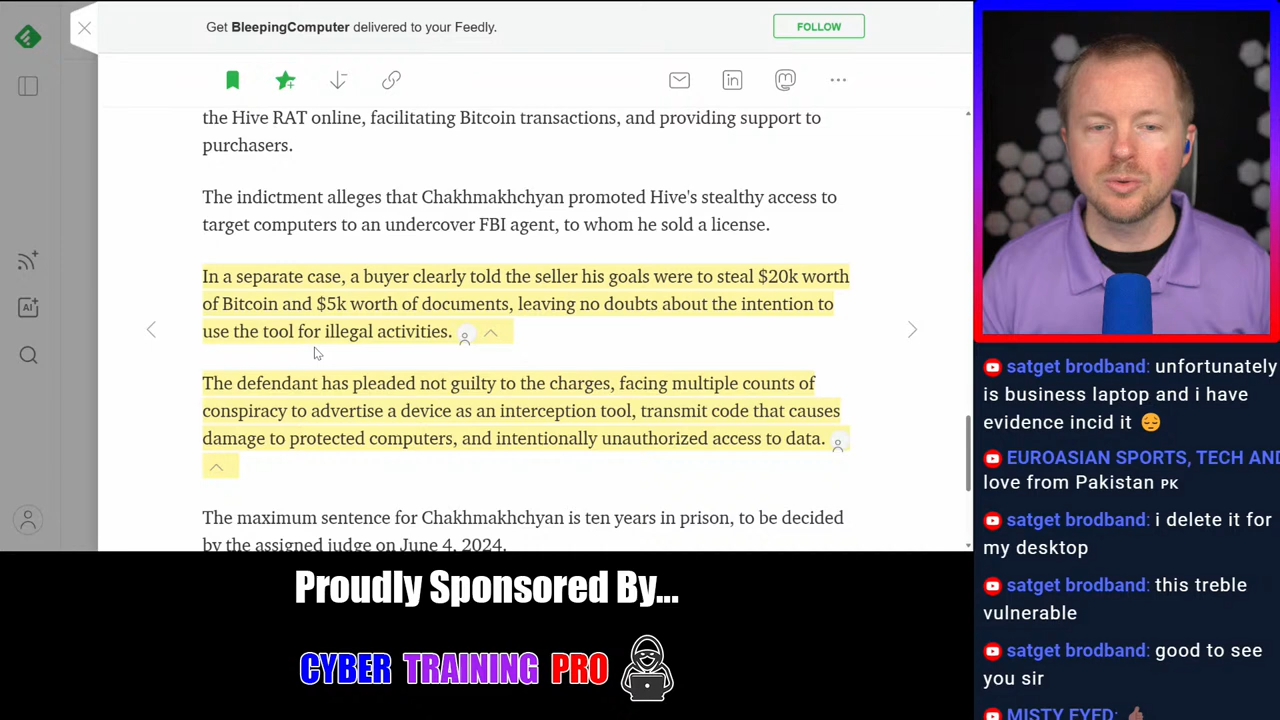 Get BleepingComputer delivered to your Feedly.
FOLLOW
the Hive RAT online, facilitating Bitcoin transactions, and providing support to
purchasers.
The indictment alleges that Chakhmakhchyan promoted Hive's stealthy access to
target computers to an undercover FBI agent, to whom he sold a license.
In a separate case, a buyer clearly told the seller his goals were to steal $20k worth
of Bitcoin and $5k worth of documents, leaving no doubts about the intention to
use the tool for illegal activities.
The defendant has pleaded not guilty to the charges, facing multiple counts of
conspiracy to advertise a device as an interception tool, transmit code that causes
damage to protected computers, and intentionally unauthorized access to data.
The maximum sentence for Chakhmakhchyan is ten years in prison, to be decided
by the assigned judge on June 4, 2024.
AI+
in
Proudly Sponsored By...
CYBER TRAINING PRO
satget brodband: unfortunately
is business laptop and i have
evidence incid it 😔
EUROASIAN SPORTS, TECH AND
love from Pakistan PK
satget brodband: i delete it for
my desktop
satget brodband: this treble
vulnerable
satget brodband: good to see
you sir
MISTY EYED: